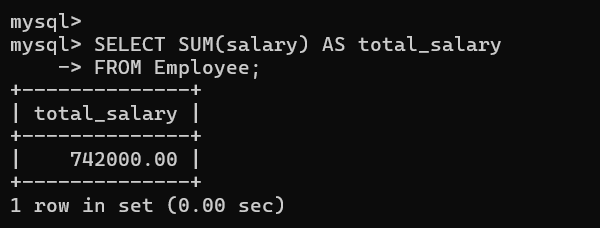 mysql>
mysql> SELECT SUM(salary) AS total_salary
    -> FROM Employee;
+--------------+
| total_salary |
+--------------+
|    742000.00 |
+--------------+
1 row in set (0.00 sec)